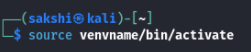 ┌──(sakshi㉿kali)-[~]
└─$ source venvname/bin/activate